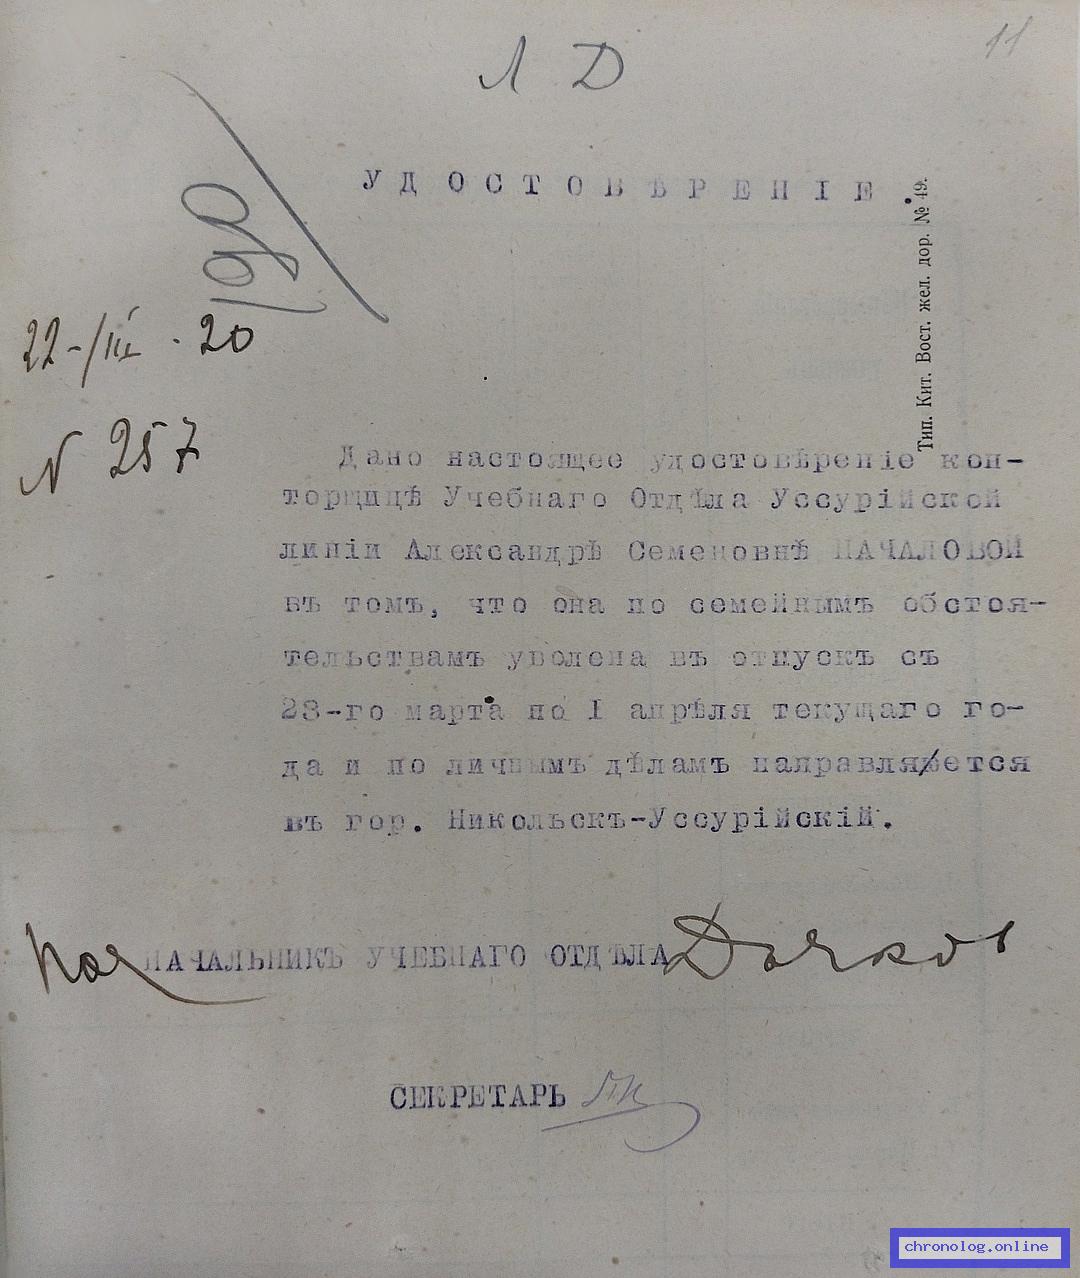 11
Л Д
УДОСТОВѢРЕНІЕ.
Тип. Кит. Вост. жел. дор. № 49.
22-/III - 20
N 257
Дано настоящее удостовѣреніе кон-
торщицѣ Учебнаго Отдѣла Уссурійской
линіи Александрѣ Семеновнѣ НАЧАЛОВОЙ
въ томъ, что она по семейнымъ обстоя-
тельствамъ уволена въ отпускъ съ
23-го марта по I апрѣля текущаго го-
да и по личнымъ дѣламъ направляется
въ гор. Никольскъ-Уссурійскій.
НАЧАЛЬНИКЪ УЧЕБНАГО ОТДѢЛА
СЕКРЕТАРЬ
chronolog.online